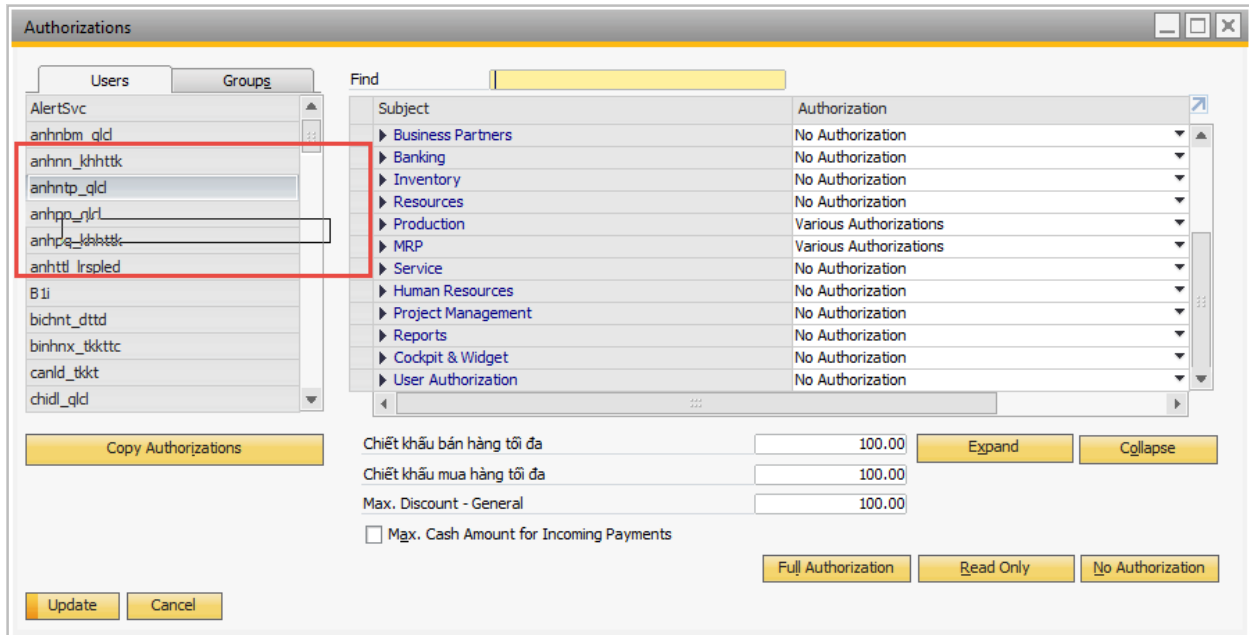 Authorizations
Users
Groups
Find
AlertSvc
anhnbm_qlcl
anhnn_khhttk
anhntp_qlcl
anhpn_qlcl
anhpq_khhttk
anhttl_lrspled
B1i
bichnt_dttd
binhnx_tkkttc
canld_tkkt
chidl_qlcl
Copy Authorizations
Subject Authorization
Business Partners No Authorization
Banking No Authorization
Inventory No Authorization
Resources No Authorization
Production Various Authorizations
MRP Various Authorizations
Service No Authorization
Human Resources No Authorization
Project Management No Authorization
Reports No Authorization
Cockpit & Widget No Authorization
User Authorization No Authorization
Chiết khấu bán hàng tối đa 100.00
Chiết khấu mua hàng tối đa 100.00
Max. Discount - General 100.00
Expand
Collapse
Max. Cash Amount for Incoming Payments
Full Authorization
Read Only
No Authorization
Update
Cancel